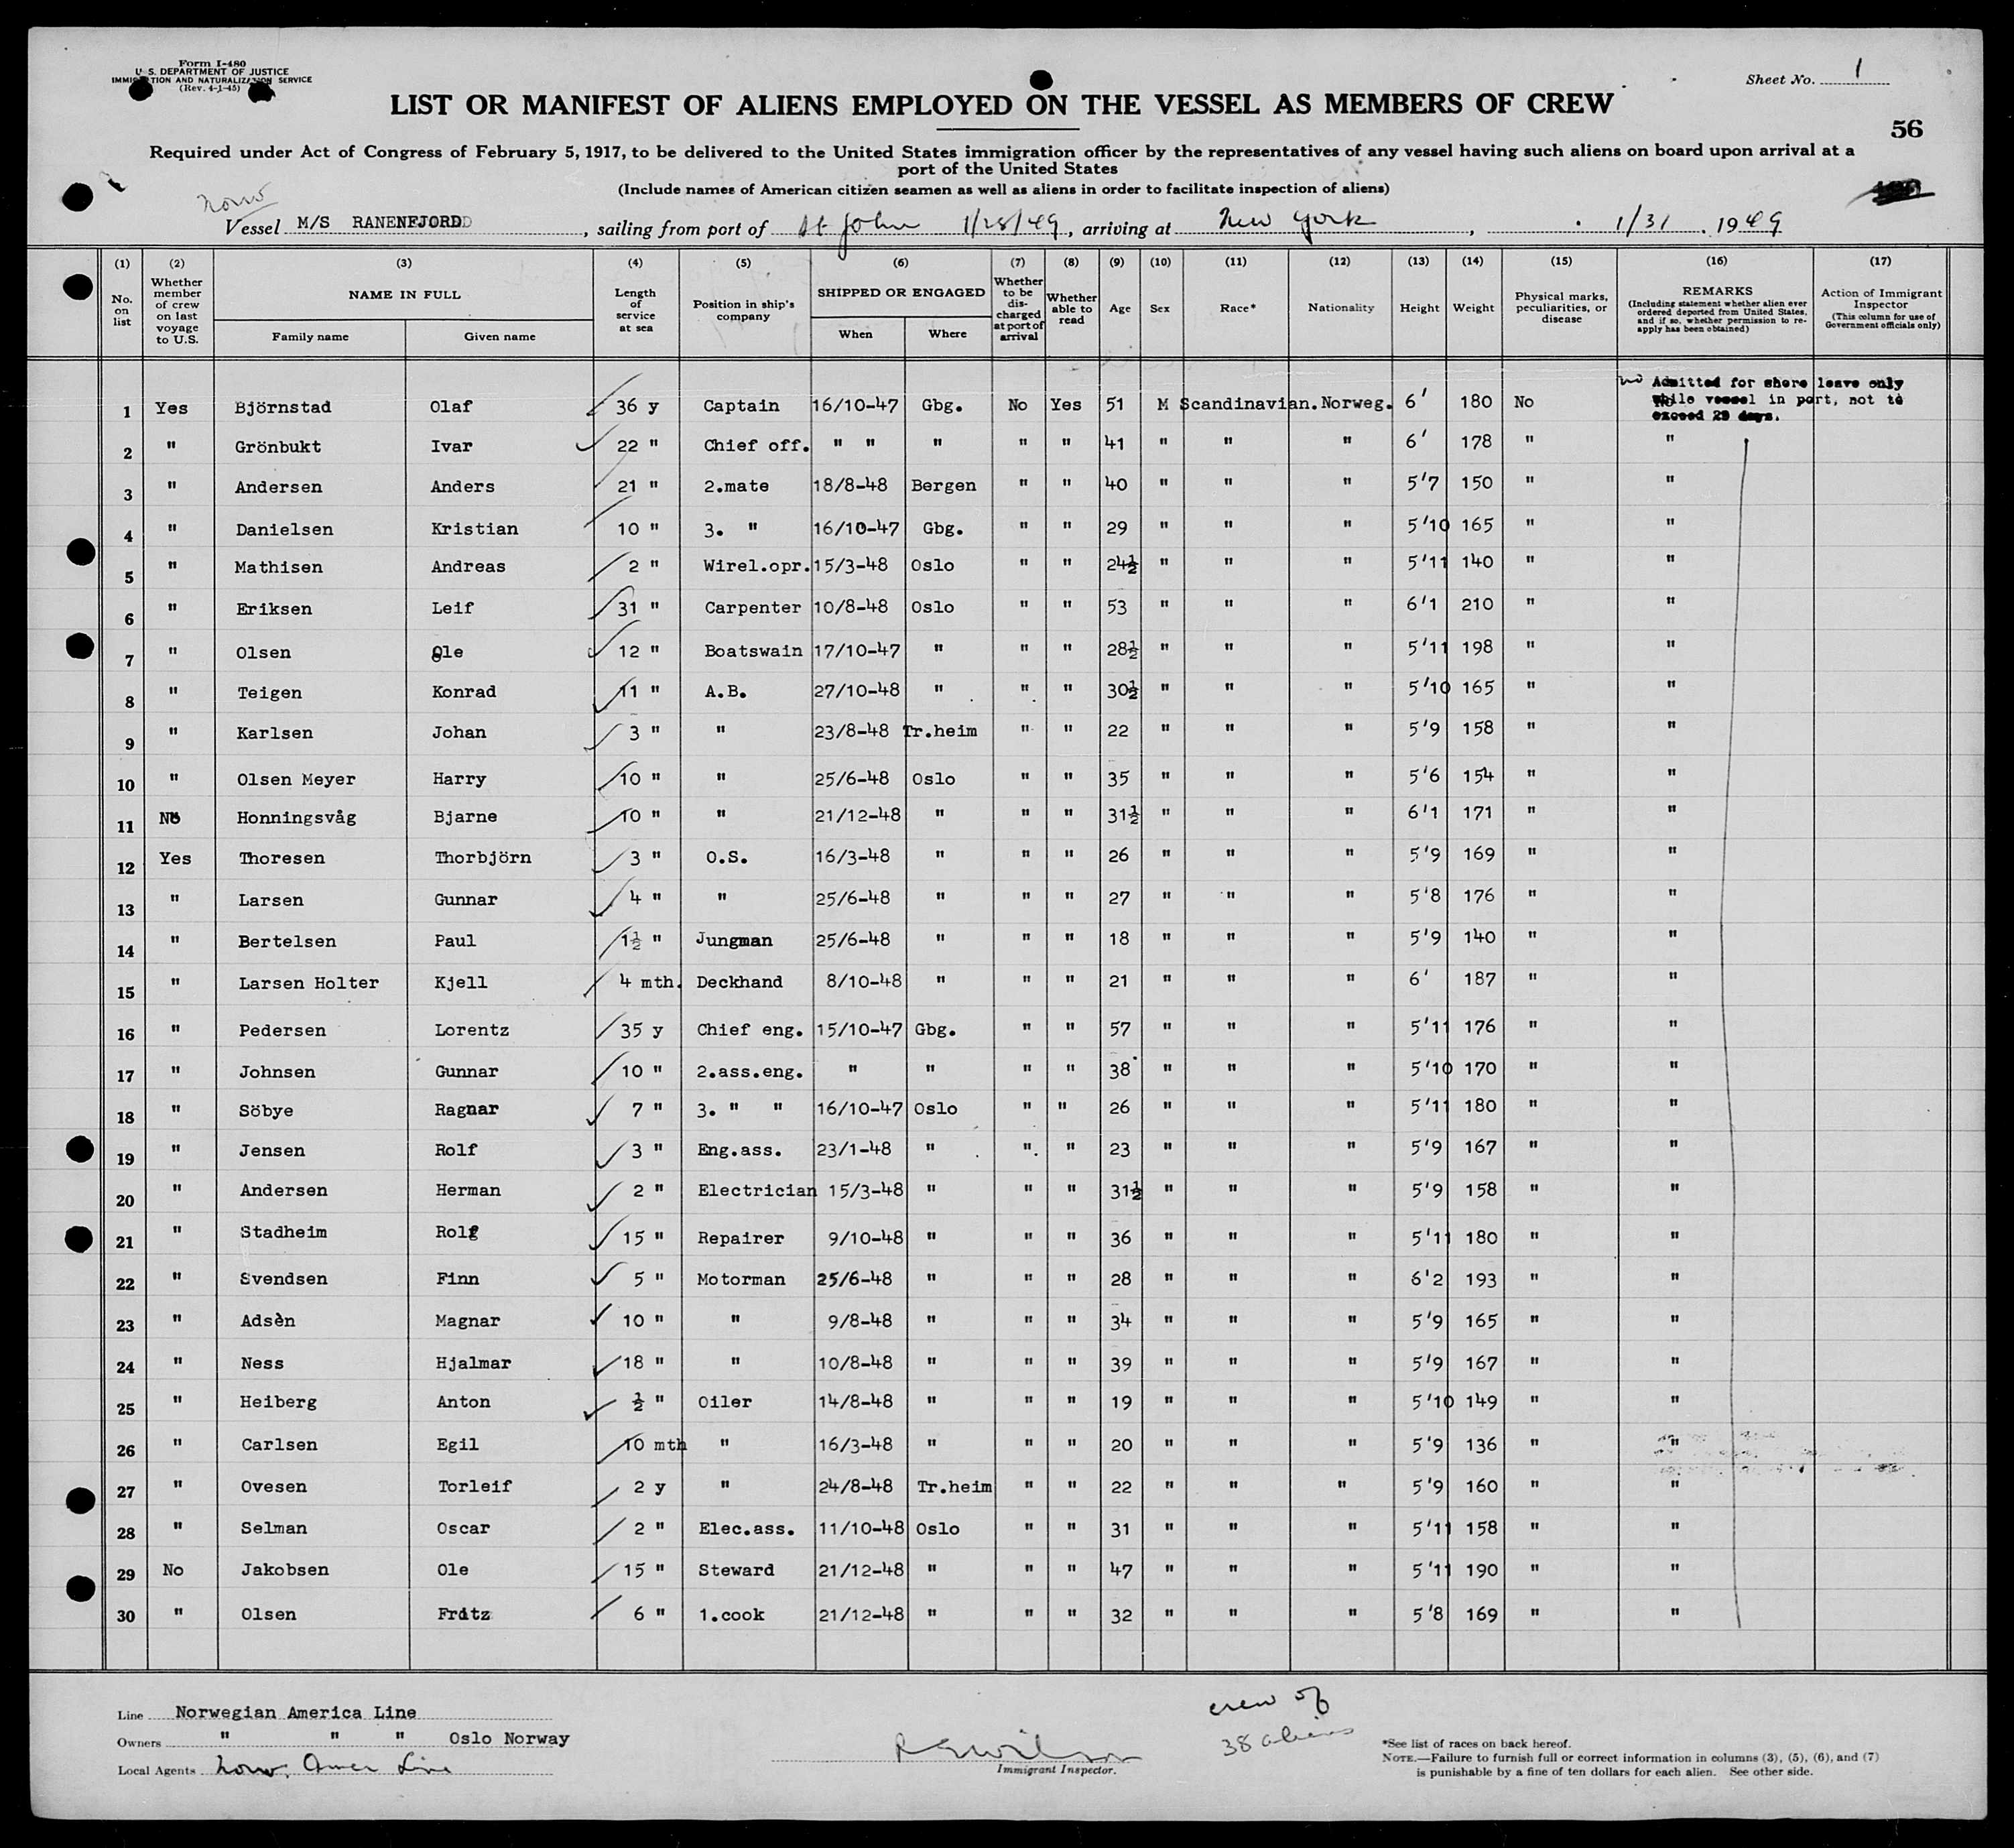 Form I-480
U. S. DEPARTMENT OF JUSTICE
IMMIGRATION AND NATURALIZATION SERVICE
(Rev. 4-1-45)
Sheet No. 1
LIST OR MANIFEST OF ALIENS EMPLOYED ON THE VESSEL AS MEMBERS OF CREW
56
Required under Act of Congress of February 5, 1917, to be delivered to the United States immigration officer by the representatives of any vessel having such aliens on board upon arrival at a
port of the United States
(Include names of American citizen seamen as well as aliens in order to facilitate inspection of aliens)
Norw
Vessel M/S RANENFJORD, sailing from port of St John 1/28/49, arriving at New York, 1/31, 1949
(1) No. on list (2) Whether member of crew on last voyage to U.S. (3) NAME IN FULL Family name Given name (4) Length of service at sea (5) Position in ship's company (6) SHIPPED OR ENGAGED When Where (7) Whether to be discharged at port of arrival (8) Whether able to read (9) Age (10) Sex (11) Race* (12) Nationality (13) Height (14) Weight (15) Physical marks, peculiarities, or disease (16) REMARKS (Including statement whether alien ever ordered deported from United States, and if so, whether permission to re-apply has been obtained) (17) Action of Immigrant Inspector (This column for use of Government officials only)
no Admitted for shore leave only
while vessel in port, not to
exceed 29 days.
1 Yes Björnstad Olaf 36 y Captain 16/10-47 Gbg. No Yes 51 M Scandinavian. Norweg. 6' 180 No No
2 " Grönbukt Ivar 22 " Chief off. " " " " " 41 " " " 6' 178 " "
3 " Andersen Anders 21 " 2.mate 18/8-48 Bergen " " 40 " " " 5'7 150 " "
4 " Danielsen Kristian 10 " 3. " 16/10-47 Gbg. " " 29 " " " 5'10 165 " "
5 " Mathisen Andreas 2 " Wirel.opr. 15/3-48 Oslo " " 24½ " " " 5'11 140 " "
6 " Eriksen Leif 31 " Carpenter 10/8-48 Oslo " " 53 " " " 6'1 210 " "
7 " Olsen Ole 12 " Boatswain 17/10-47 " " " 28½ " " " 5'11 198 " "
8 " Teigen Konrad 11 " A.B. 27/10-48 " " " 30½ " " " 5'10 165 " "
9 " Karlsen Johan 3 " " 23/8-48 Tr.heim " " 22 " " " 5'9 158 " "
10 " Olsen Meyer Harry 10 " " 25/6-48 Oslo " " 35 " " " 5'6 154 " "
11 No Honningsvåg Bjarne 10 " " 21/12-48 " " " 31½ " " " 6'1 171 " "
12 Yes Thoresen Thorbjörn 3 " O.S. 16/3-48 " " " 26 " " " 5'9 169 " "
13 " Larsen Gunnar 4 " " 25/6-48 " " " 27 " " " 5'8 176 " "
14 " Bertelsen Paul 1½ " Jungman 25/6-48 " " " 18 " " " 5'9 140 " "
15 " Larsen Holter Kjell 4 mth. Deckhand 8/10-48 " " " 21 " " " 6' 187 " "
16 " Pedersen Lorentz 35 y Chief eng. 15/10-47 Gbg. " " 57 " " " 5'11 176 " "
17 " Johnsen Gunnar 10 " 2.ass.eng. " " " " 38 " " " 5'10 170 " "
18 " Söbye Ragnar 7 " 3. " " 16/10-47 Oslo " " 26 " " " 5'11 180 " "
19 " Jensen Rolf 3 " Eng.ass. 23/1-48 " " " 23 " " " 5'9 167 " "
20 " Andersen Herman 2 " Electrician 15/3-48 " " " 31½ " " " 5'9 158 " "
21 " Stadheim Rolf 15 " Repairer 9/10-48 " " " 36 " " " 5'11 180 " "
22 " Svendsen Finn 5 " Motorman 25/6-48 " " " 28 " " " 6'2 193 " "
23 " Adsèn Magnar 10 " " 9/8-48 " " " 34 " " " 5'9 165 " "
24 " Ness Hjalmar 18 " " 10/8-48 " " " 39 " " " 5'9 167 " "
25 " Heiberg Anton ½ " Oiler 14/8-48 " " " 19 " " " 5'10 149 " "
26 " Carlsen Egil 10 mth " 16/3-48 " " " 20 " " " 5'9 136 " "
27 " Ovesen Torleif 2 y " 24/8-48 Tr.heim " " 22 " " " 5'9 160 " "
28 " Selman Oscar 2 " Elec.ass. 11/10-48 Oslo " " 31 " " " 5'11 158 " "
29 No Jakobsen Ole 15 " Steward 21/12-48 " " " 47 " " " 5'11 190 " "
30 " Olsen Fritz 6 " 1.cook 21/12-48 " " " 32 " " " 5'8 169 " "
Line Norwegian America Line
Owners " " " Oslo Norway
Local Agents Norw. Amer Line
R E Wilson
Immigrant Inspector.
crew of
38 aliens
*See list of races on back hereof.
NOTE.—Failure to furnish full or correct information in columns (3), (5), (6), and (7)
is punishable by a fine of ten dollars for each alien. See other side.